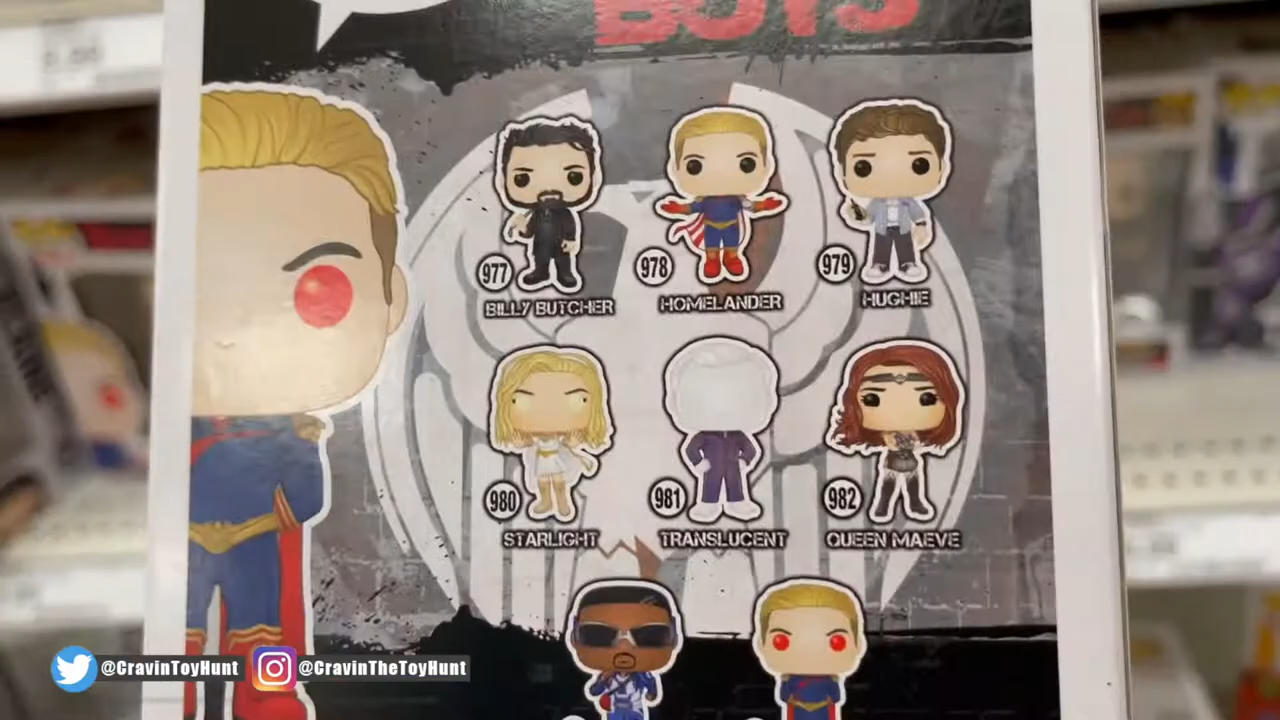 BOYS
977
978
979
BILLY BUTCHER
HOMELANDER
HUGHIE
980
981
982
STARLIGHT
TRANSLUCENT
QUEEN MAEVE
@CravinToyHunt
@CravinTheToyHunt